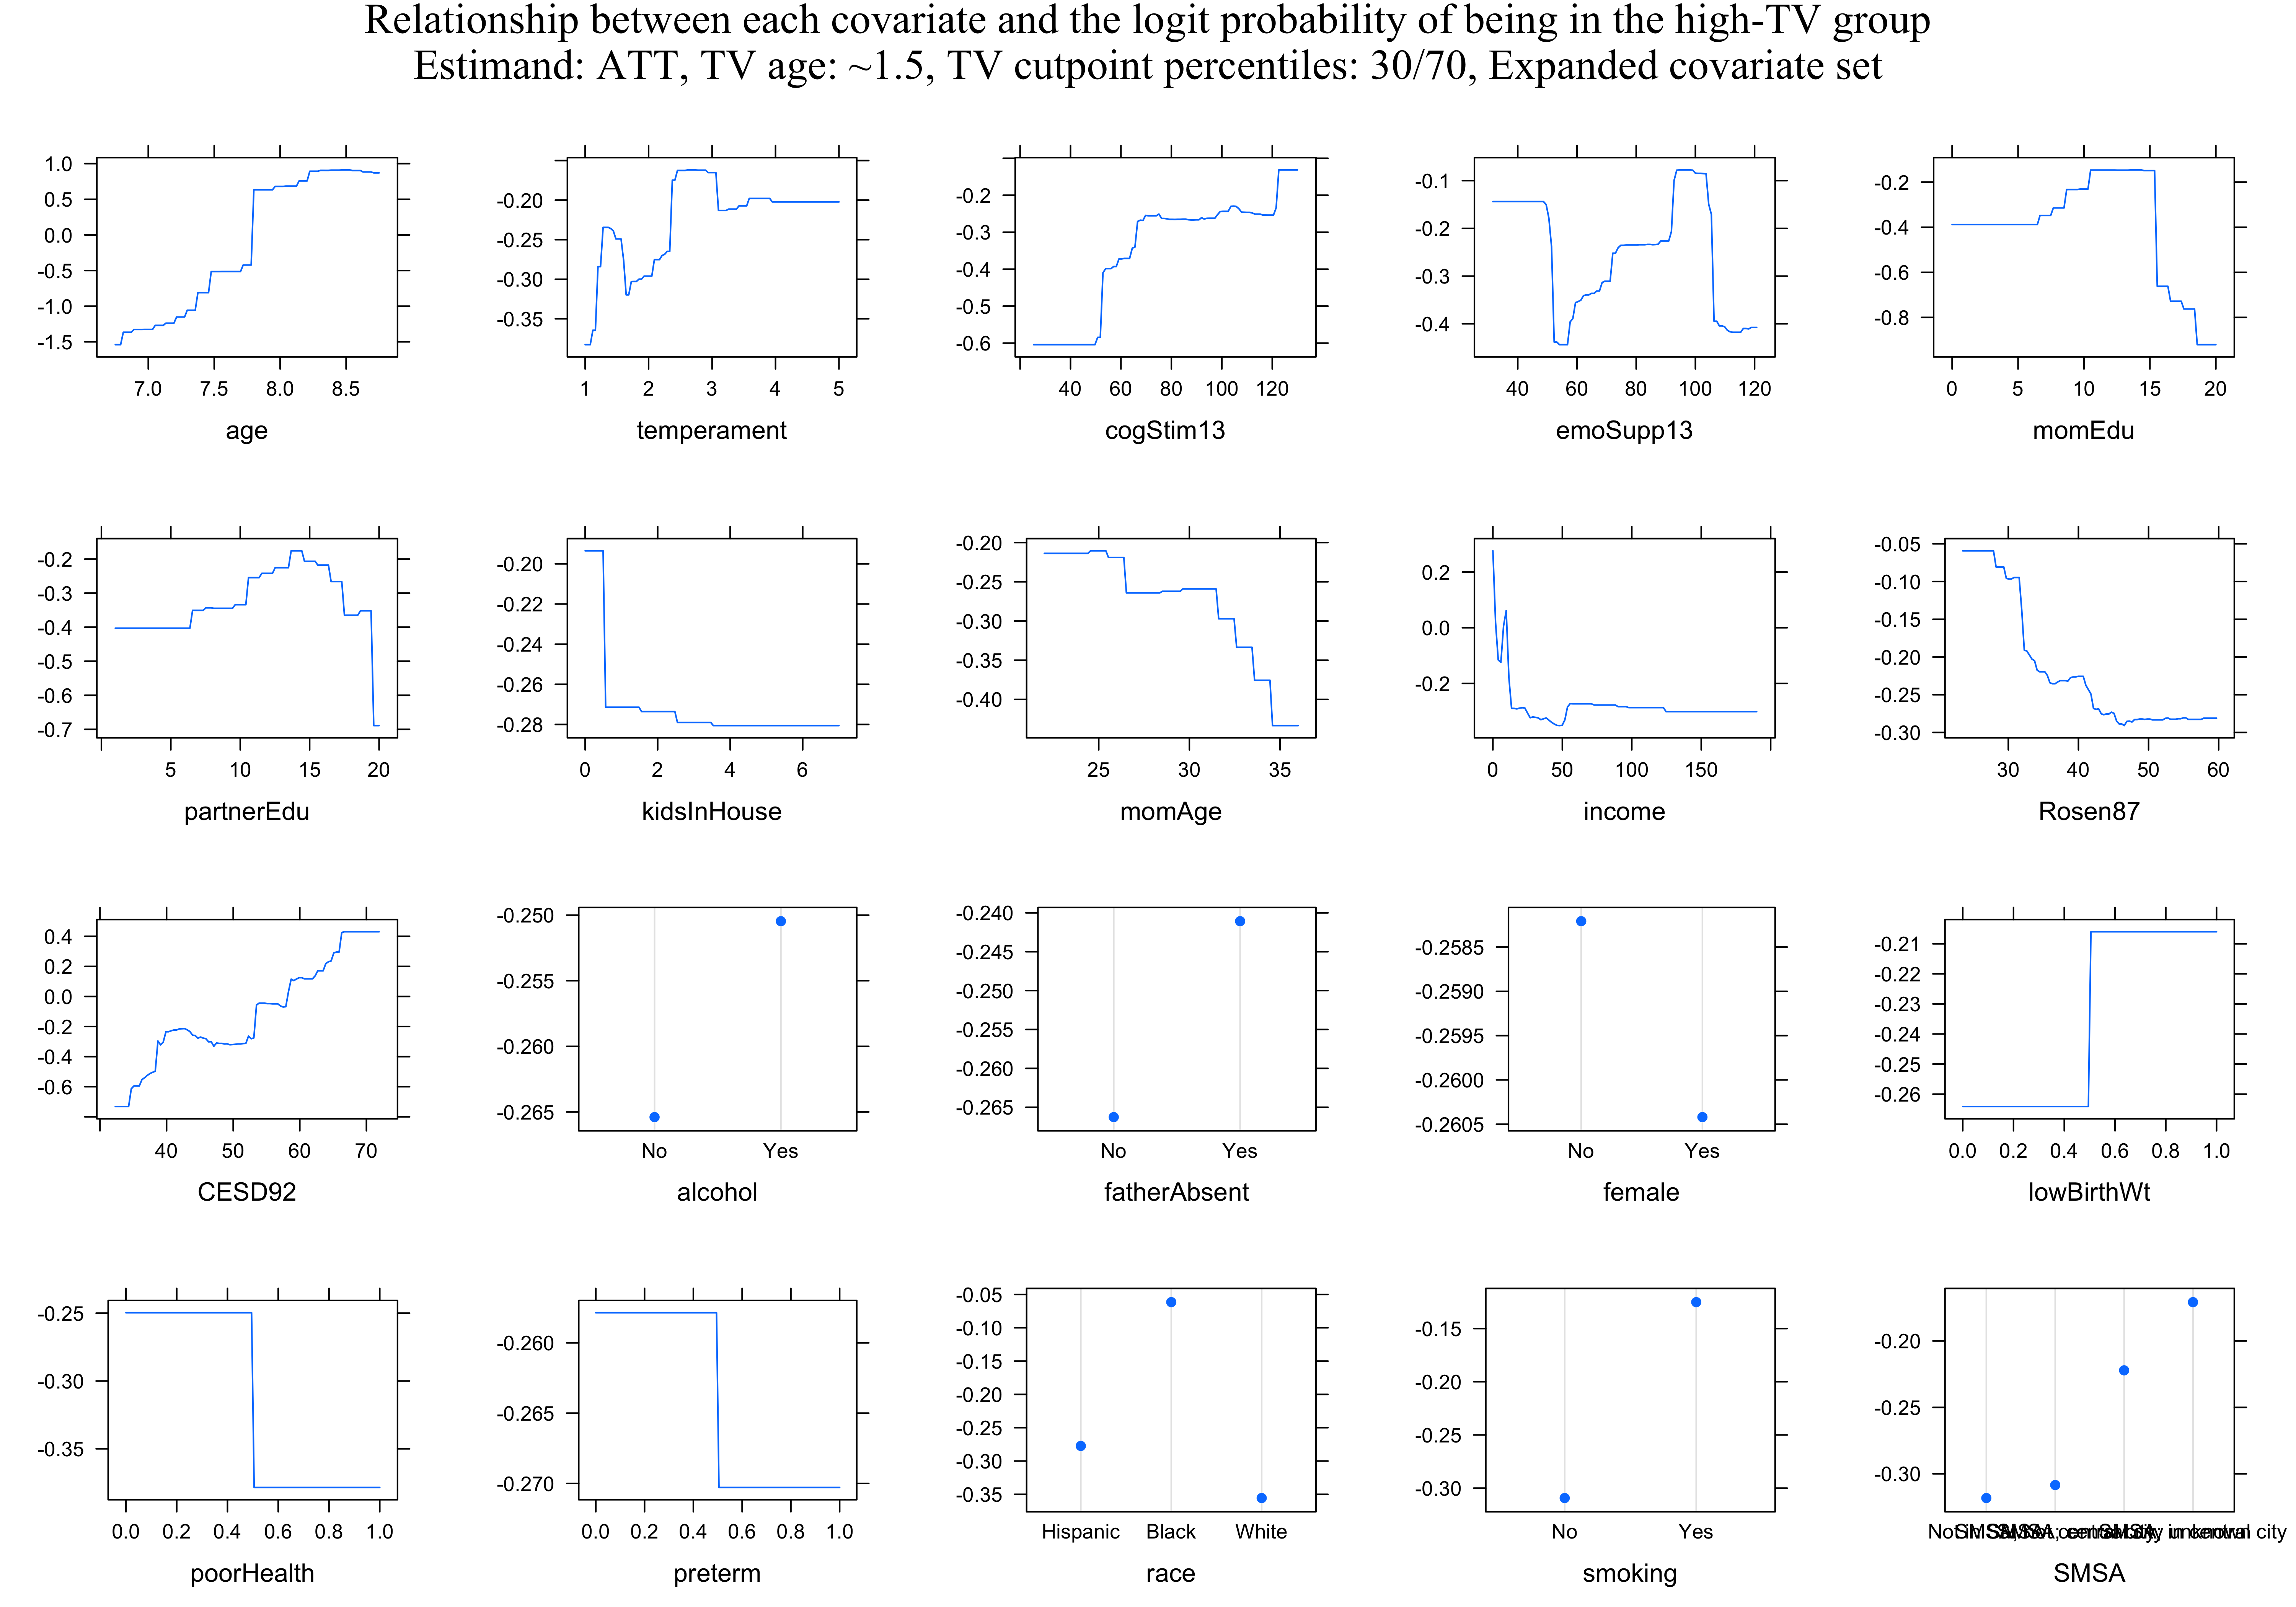 Relationship between each covariate and the logit probability of being in the high-TV group
Estimand: ATT, TV age: ~1.5, TV cutpoint percentiles: 30/70, Expanded covariate set
1.0
0.5
0.0
-0.5
-1.0
-1.5
7.0 7.5 8.0 8.5
age
-0.20
-0.25
-0.30
-0.35
1 2 3 4 5
temperament
-0.2
-0.3
-0.4
-0.5
-0.6
40 60 80 100 120
cogStim13
-0.1
-0.2
-0.3
-0.4
40 60 80 100 120
emoSupp13
-0.2
-0.4
-0.6
-0.8
0 5 10 15 20
momEdu
-0.2
-0.3
-0.4
-0.5
-0.6
-0.7
5 10 15 20
partnerEdu
-0.20
-0.22
-0.24
-0.26
-0.28
0 2 4 6
kidsInHouse
-0.20
-0.25
-0.30
-0.35
-0.40
25 30 35
momAge
0.2
0.0
-0.2
0 50 100 150
income
-0.05
-0.10
-0.15
-0.20
-0.25
-0.30
30 40 50 60
Rosen87
0.4
0.2
0.0
-0.2
-0.4
-0.6
40 50 60 70
CESD92
-0.250
-0.255
-0.260
-0.265
No Yes
alcohol
-0.240
-0.245
-0.250
-0.255
-0.260
-0.265
No Yes
fatherAbsent
-0.2585
-0.2590
-0.2595
-0.2600
-0.2605
No Yes
female
-0.21
-0.22
-0.23
-0.24
-0.25
-0.26
0.0 0.2 0.4 0.6 0.8 1.0
lowBirthWt
-0.25
-0.30
-0.35
0.0 0.2 0.4 0.6 0.8 1.0
poorHealth
-0.260
-0.265
-0.270
0.0 0.2 0.4 0.6 0.8 1.0
preterm
-0.05
-0.10
-0.15
-0.20
-0.25
-0.30
-0.35
Hispanic Black White
race
-0.15
-0.20
-0.25
-0.30
No Yes
smoking
-0.20
-0.25
-0.30
SMSA